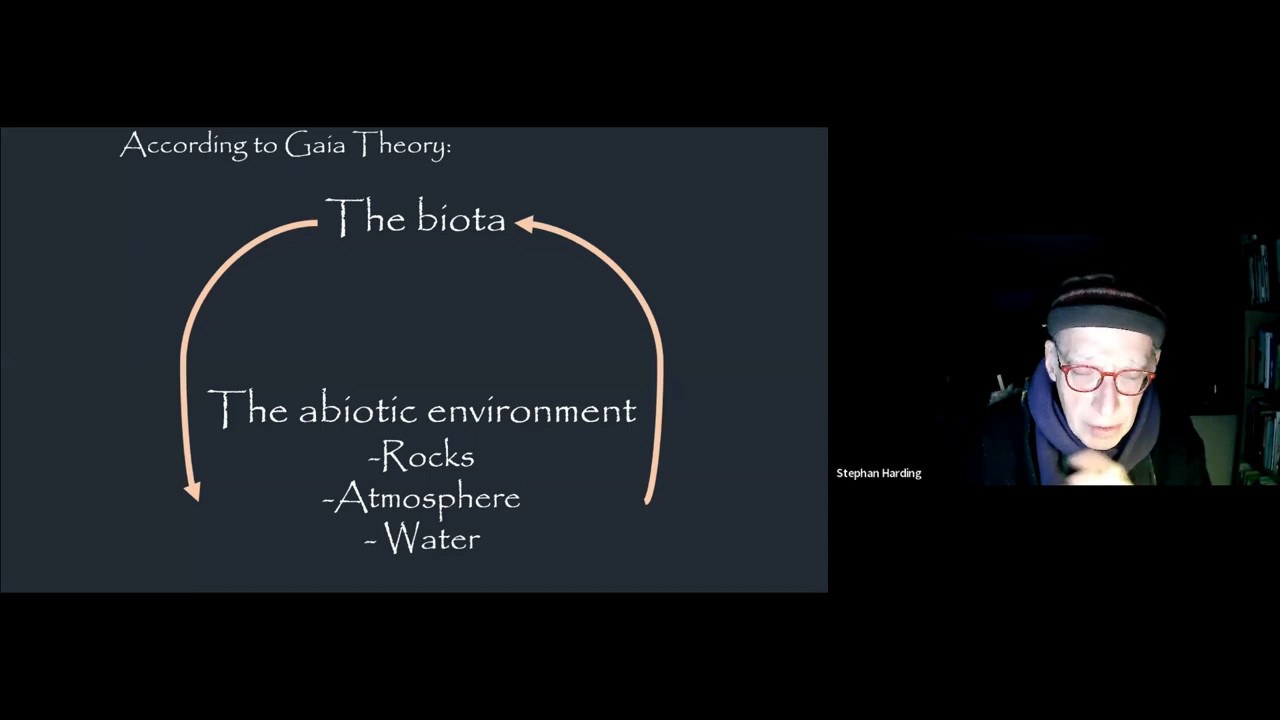 According to Gaia Theory:
The biota
The abiotic environment
-Rocks
-Atmosphere
- Water
Stephan Harding